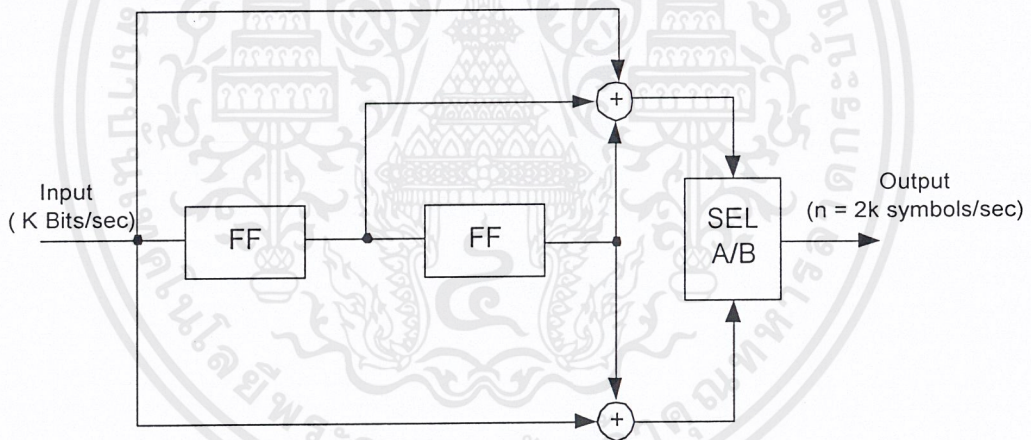 Input
( K Bits/sec)
FF
FF
+
+
SEL
A/B
Output
(n = 2k symbols/sec)